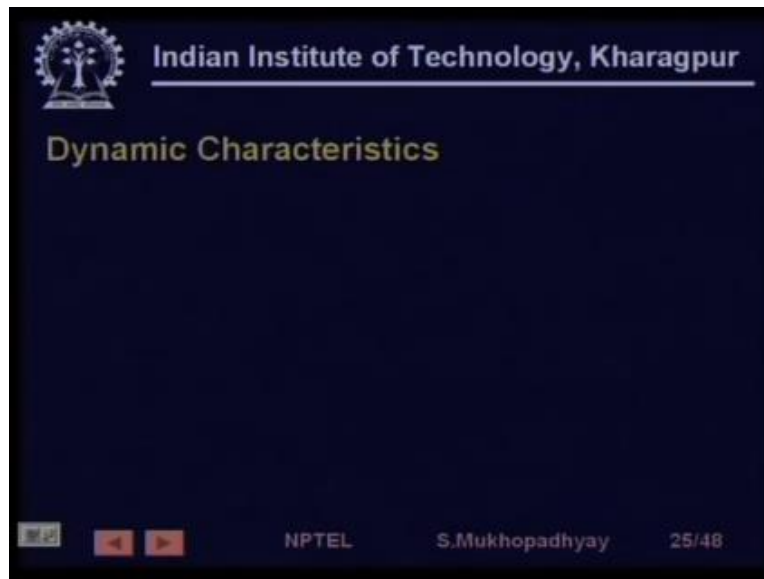 Indian Institute of Technology, Kharagpur
Dynamic Characteristics
NPTEL S.Mukhopadhyay 25/48